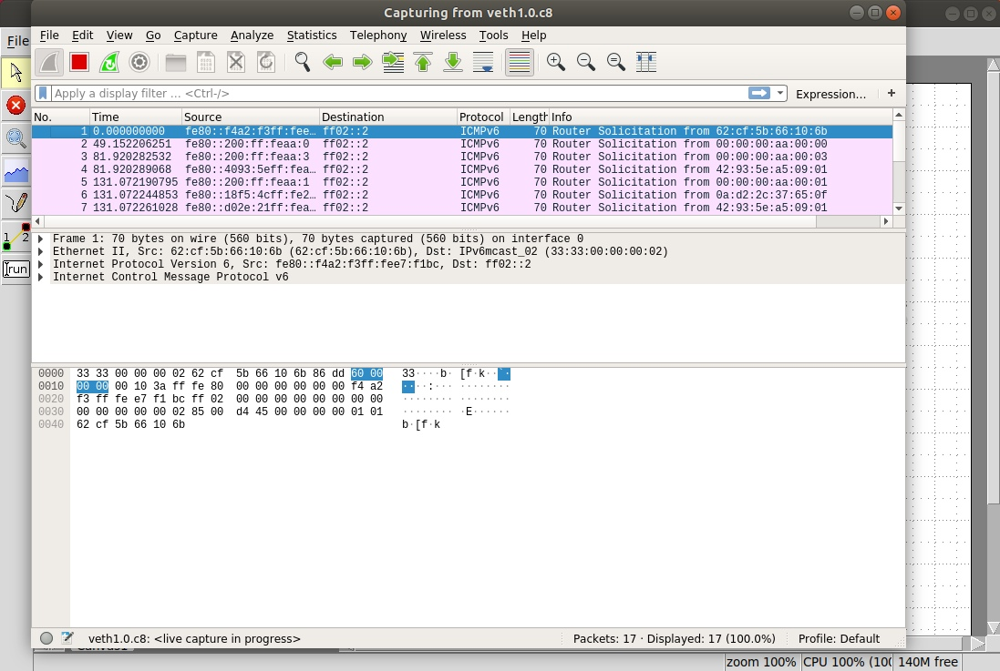 Capturing from veth1.0.c8
File
File Edit View Go Capture Analyze Statistics Telephony Wireless Tools Help
Apply a display filter ... <Ctrl-/>
Expression... +
No. Time Source Destination Protocol Length Info
1 0.000000000 fe80::f4a2:f3ff:fee… ff02::2 ICMPv6 70 Router Solicitation from 62:cf:5b:66:10:6b
2 49.152206251 fe80::200:ff:feaa:0 ff02::2 ICMPv6 70 Router Solicitation from 00:00:00:aa:00:00
3 81.920282532 fe80::200:ff:feaa:3 ff02::2 ICMPv6 70 Router Solicitation from 00:00:00:aa:00:03
4 81.920289068 fe80::4093:5eff:fea… ff02::2 ICMPv6 70 Router Solicitation from 42:93:5e:a5:09:01
5 131.072190795 fe80::200:ff:feaa:1 ff02::2 ICMPv6 70 Router Solicitation from 00:00:00:aa:00:01
6 131.072244853 fe80::18f5:4cff:fe2… ff02::2 ICMPv6 70 Router Solicitation from 0a:d2:2c:37:65:0f
7 131.072261028 fe80::d02e:21ff:fea… ff02::2 ICMPv6 70 Router Solicitation from 42:93:5e:a5:09:01
1 2
run
Frame 1: 70 bytes on wire (560 bits), 70 bytes captured (560 bits) on interface 0
Ethernet II, Src: 62:cf:5b:66:10:6b (62:cf:5b:66:10:6b), Dst: IPv6mcast_02 (33:33:00:00:00:02)
Internet Protocol Version 6, Src: fe80::f4a2:f3ff:fee7:f1bc, Dst: ff02::2
Internet Control Message Protocol v6
0000 33 33 00 00 00 02 62 cf 5b 66 10 6b 86 dd 60 00 33····b· [f·k··`·
0010 00 00 00 10 3a ff fe 80 00 00 00 00 00 00 f4 a2 ····:··· ········
0020 f3 ff fe e7 f1 bc ff 02 00 00 00 00 00 00 00 00 ········ ········
0030 00 00 00 00 00 02 85 00 d4 45 00 00 00 00 01 01 ········ ·E······
0040 62 cf 5b 66 10 6b b·[f·k
veth1.0.c8: <live capture in progress> Packets: 17 · Displayed: 17 (100.0%) Profile: Default
zoom 100% CPU 100% (100 140M free